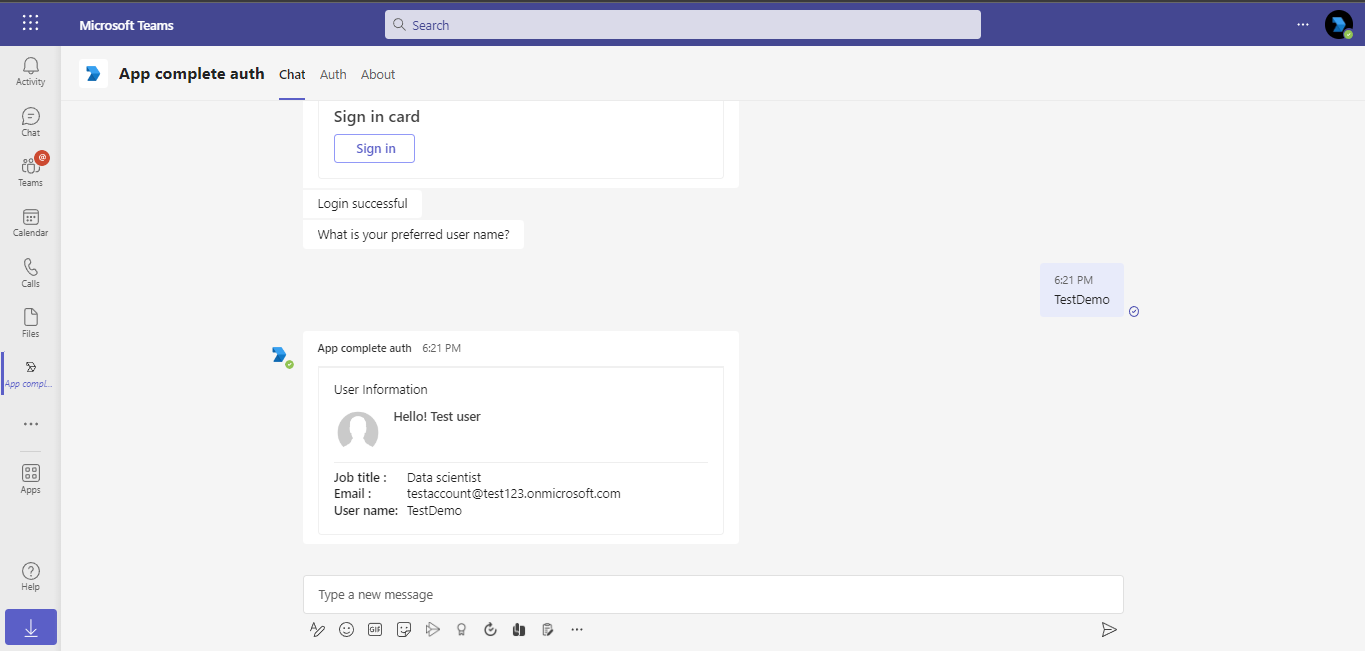 Microsoft Teams
Search
Activity
Chat
Teams
Calendar
Calls
Files
App compl...
Apps
Help
App complete auth
Chat
Auth
About
Sign in card
Sign in
Login successful
What is your preferred user name?
6:21 PM
TestDemo
App complete auth 6:21 PM
User Information
Hello! Test user
Job title : Data scientist
Email : testaccount@test123.onmicrosoft.com
User name: TestDemo
Type a new message
GIF